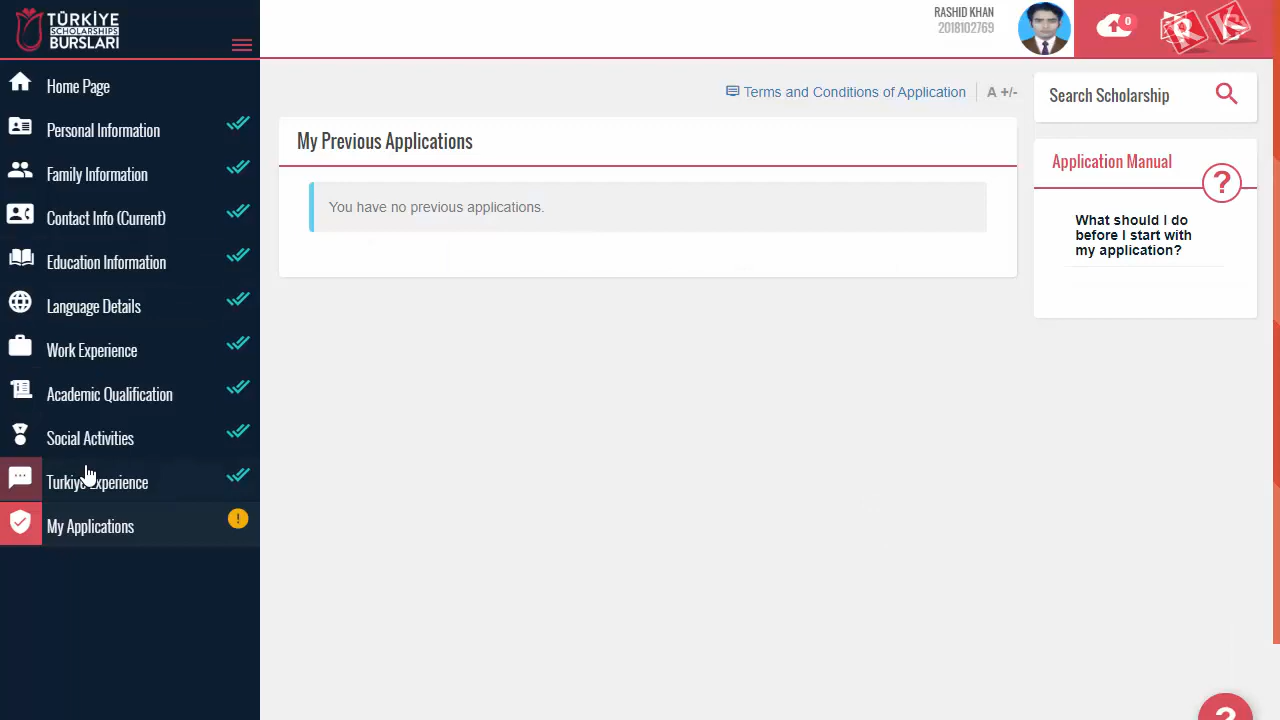 TÜRKİYE
SCHOLARSHIPS
BURSLARI
RASHID KHAN
2018102769
0
RK
Home Page
Personal Information
Family Information
Contact Info (Current)
Education Information
Language Details
Work Experience
Academic Qualification
Social Activities
Turkiye Experience
My Applications
!
Terms and Conditions of Application
A +/-
My Previous Applications
You have no previous applications.
Search Scholarship
Application Manual
?
What should I do
before I start with
my application?
?